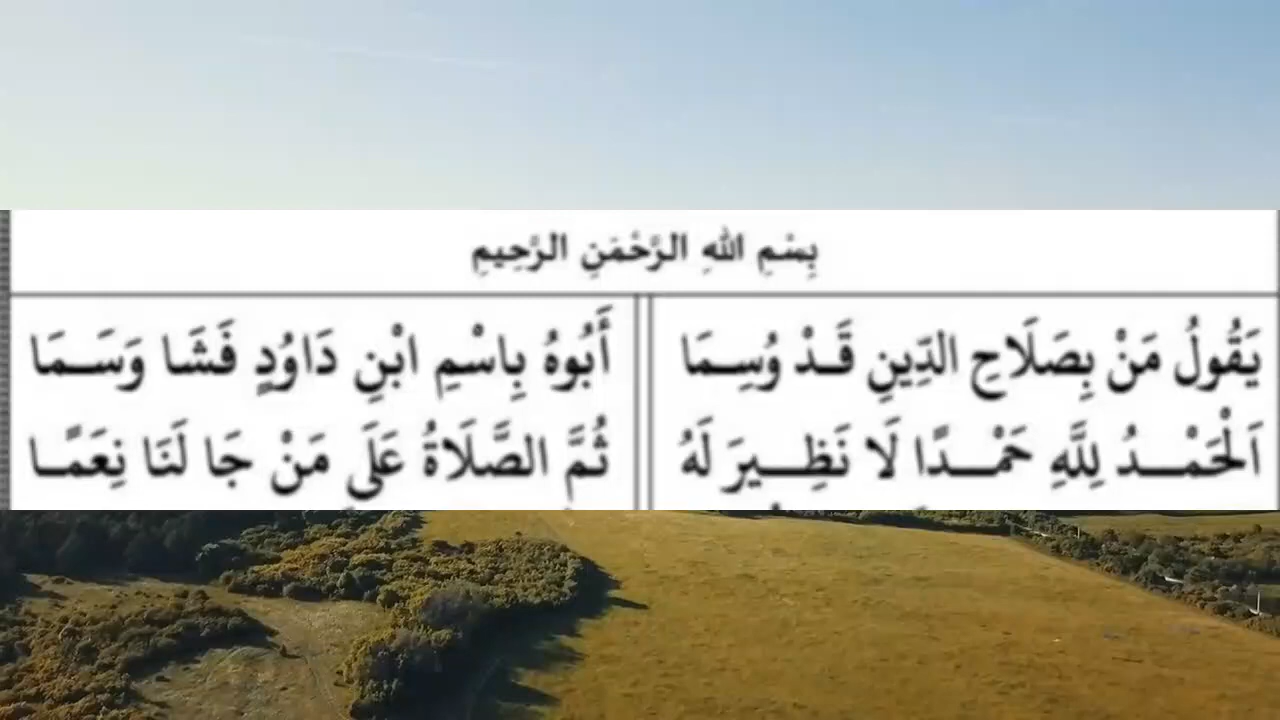 بِسْمِ اللهِ الرَّحْمَنِ الرَّحِيمِ
يَقُولُ مَنْ بِصَلَاحِ الدِّينِ قَدْ وُسِمَا أَبُوهُ بِاسْمِ ابْنِ دَاوُدٍ فَشَا وَسَمَا
اَلْحَمْدُ لِلَّهِ حَمْدًا لَا نَظِيرَ لَهُ ثُمَّ الصَّلَاةُ عَلَى مَنْ جَا لَنَا نِعَمًا